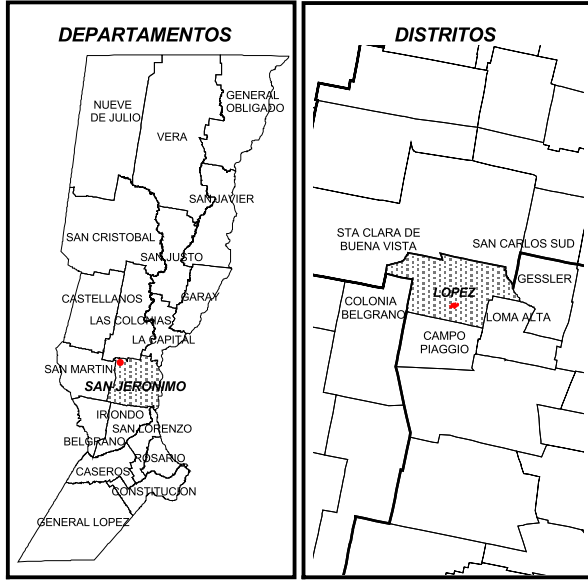 DEPARTAMENTOS
NUEVE
DE JULIO
GENERAL
OBLIGADO
VERA
SAN JAVIER
SAN CRISTOBAL
SAN JUSTO
CASTELLANOS
GARAY
LAS COLONIAS
LA CAPITAL
SAN MARTIN
SAN JERONIMO
IRIONDO
SAN LORENZO
BELGRANO
ROSARIO
CASEROS
CONSTITUCION
GENERAL LOPEZ
DISTRITOS
STA CLARA DE
BUENA VISTA
SAN CARLOS SUD
GESSLER
LOPEZ
COLONIA
BELGRANO
LOMA ALTA
CAMPO
PIAGGIO